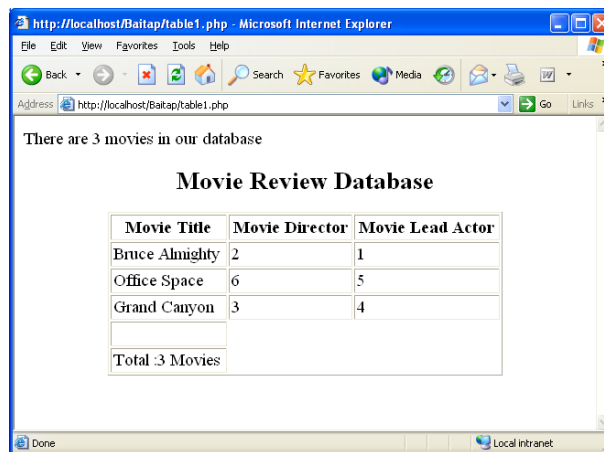 http://localhost/Baitap/table1.php - Microsoft Internet Explorer
File Edit View Favorites Tools Help
Back Search Favorites Media W
Address http://localhost/Baitap/table1.php Go Links
There are 3 movies in our database
Movie Review Database
Movie Title Movie Director Movie Lead Actor
Bruce Almighty 2 1
Office Space 6 5
Grand Canyon 3 4
Total :3 Movies
Done Local intranet